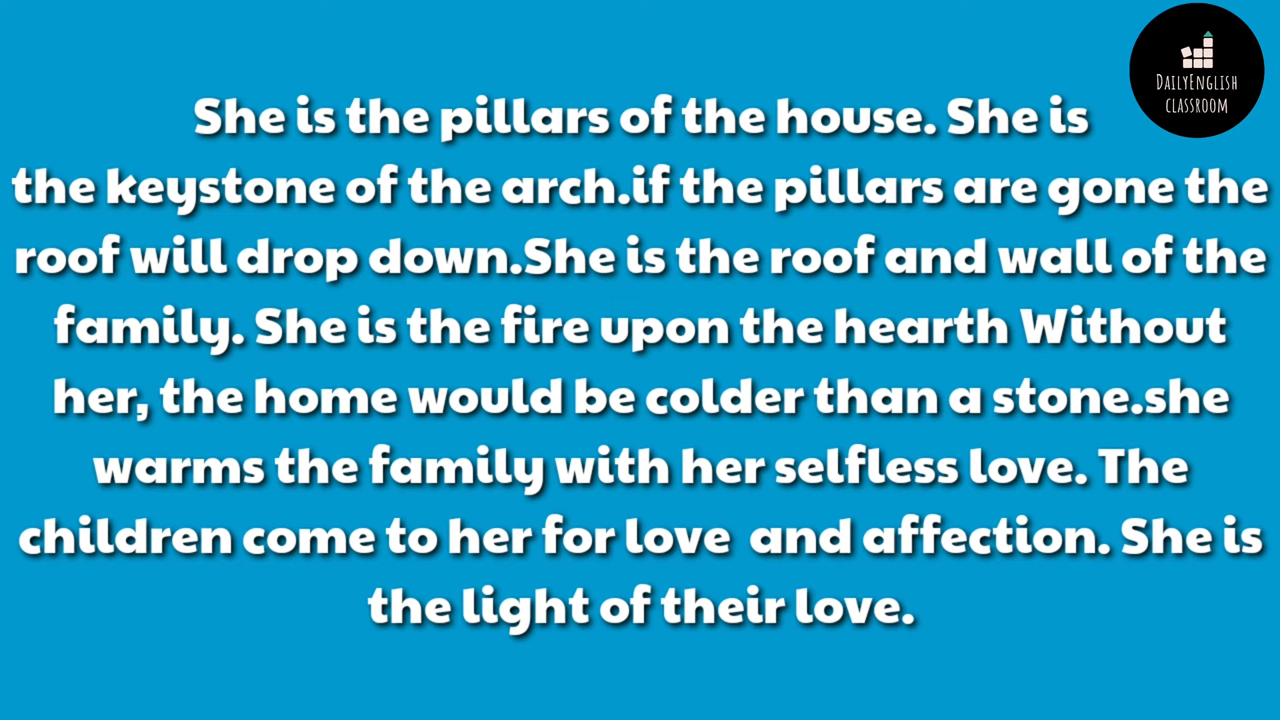 DAILYENGLISH
CLASSROOM
She is the pillars of the house. She is
the keystone of the arch.if the pillars are gone the
roof will drop down.She is the roof and wall of the
family. She is the fire upon the hearth Without
her, the home would be colder than a stone.she
warms the family with her selfless love. The
children come to her for love  and affection. She is
the light of their love.